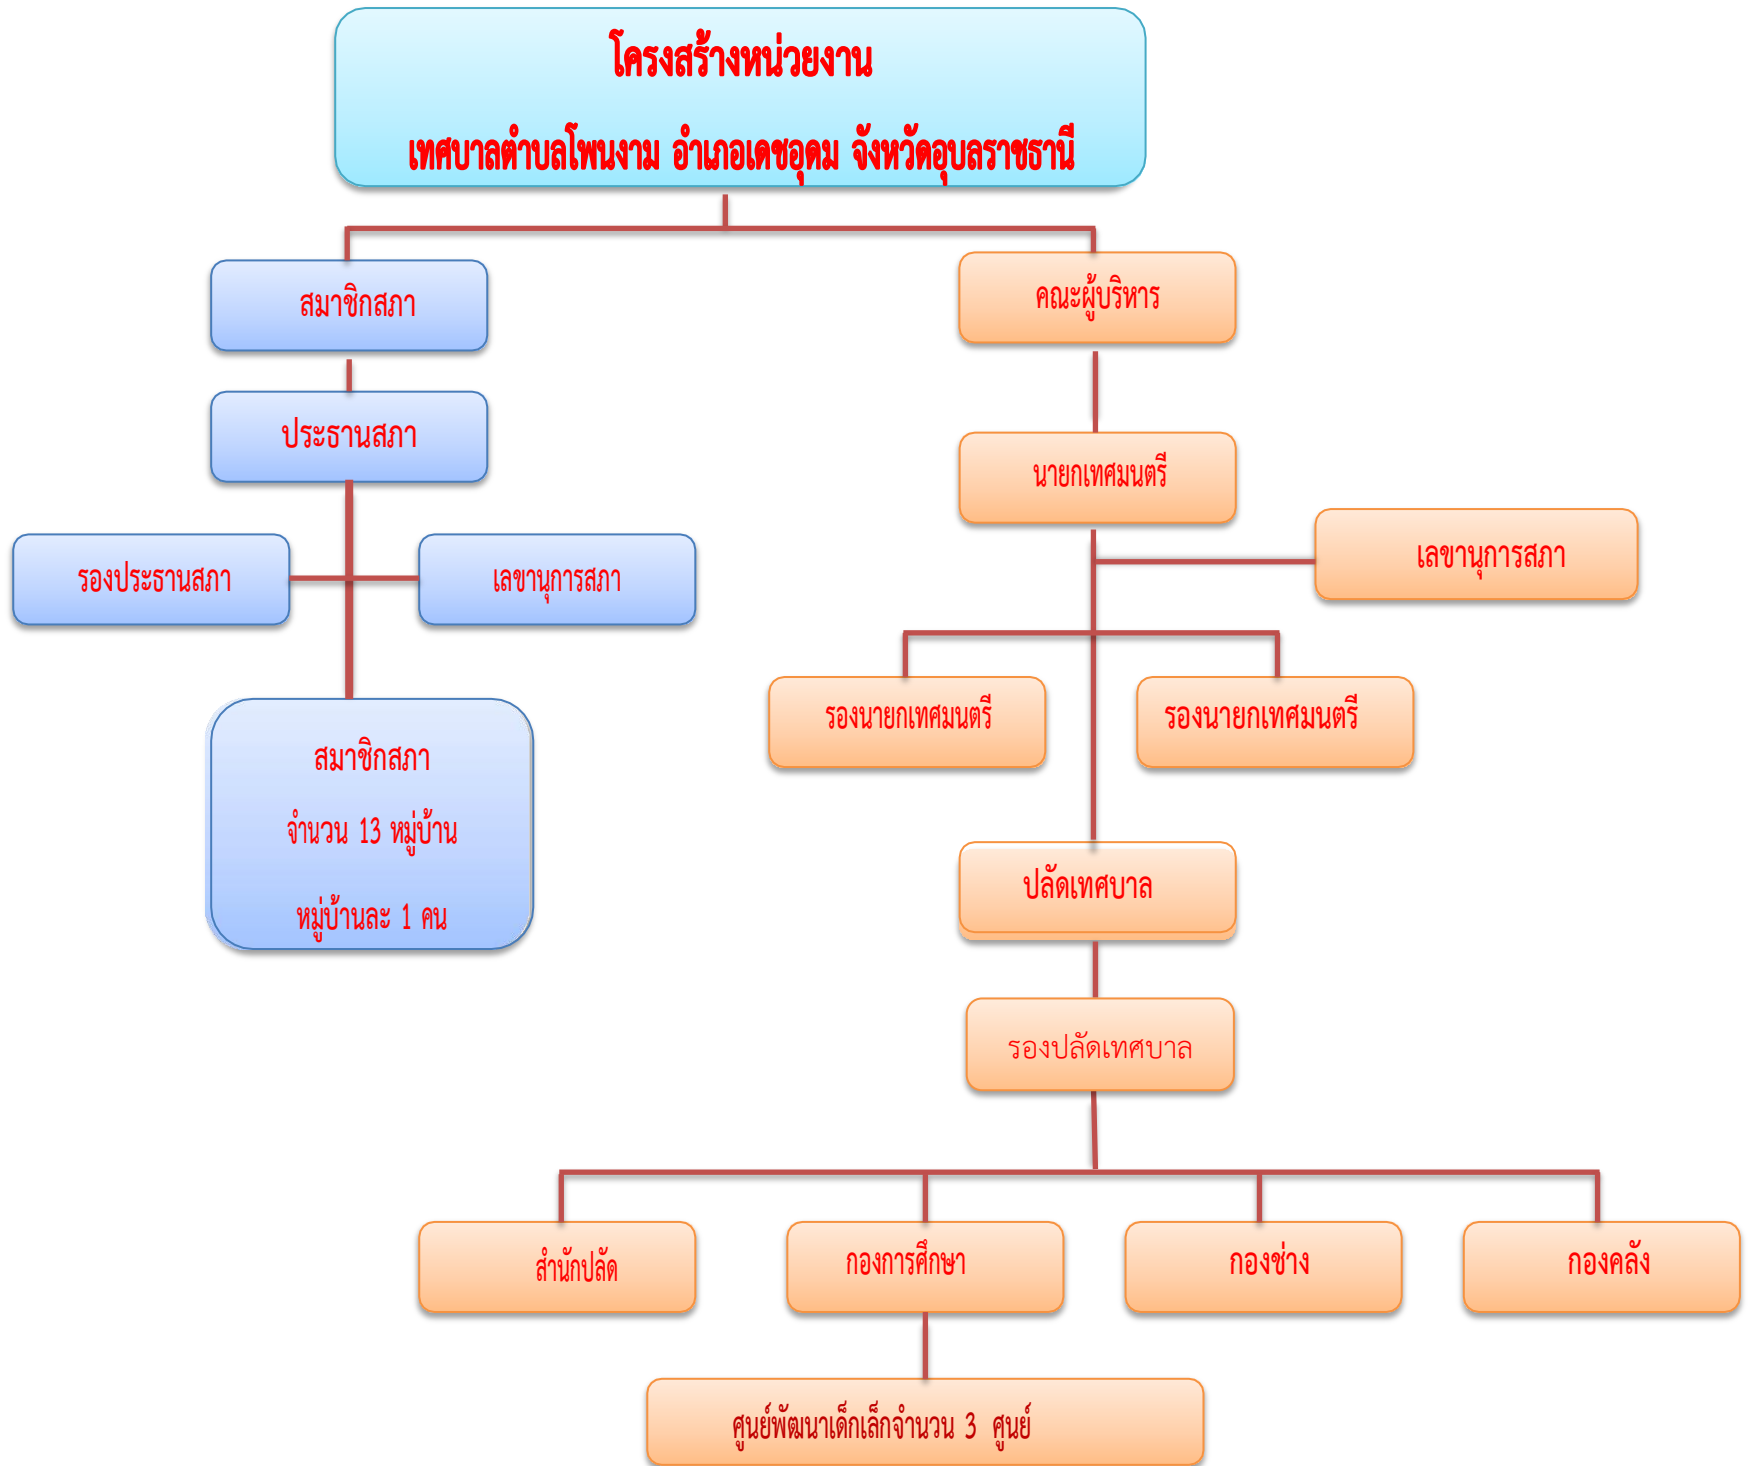 โครงสร้างหน่วยงาน
เทศบาลตำบลโพนงาม อำเภอเดชอุดม จังหวัดอุบลราชธานี
สมาชิกสภา
คณะผู้บริหาร
ประธานสภา
นายกเทศมนตรี
เลขานุการสภา
รองประธานสภา
เลขานุการสภา
รองนายกเทศมนตรี
รองนายกเทศมนตรี
สมาชิกสภา
จำนวน 13 หมู่บ้าน
หมู่บ้านละ 1 คน
ปลัดเทศบาล
รองปลัดเทศบาล
สำนักปลัด
กองการศึกษา
กองช่าง
กองคลัง
ศูนย์พัฒนาเด็กเล็กจำนวน 3 ศูนย์